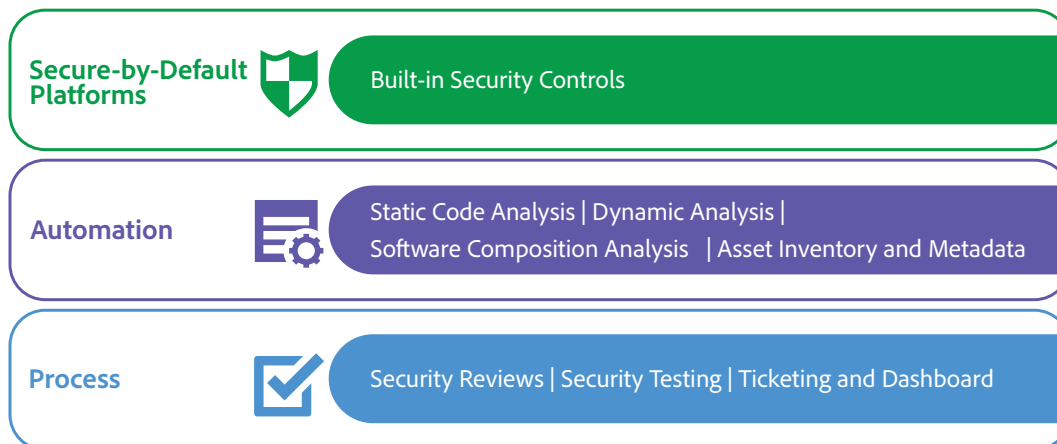 Secure-by-Default
Platforms
Built-in Security Controls
Automation
Static Code Analysis | Dynamic Analysis |
Software Composition Analysis | Asset Inventory and Metadata
Process
Security Reviews | Security Testing | Ticketing and Dashboard